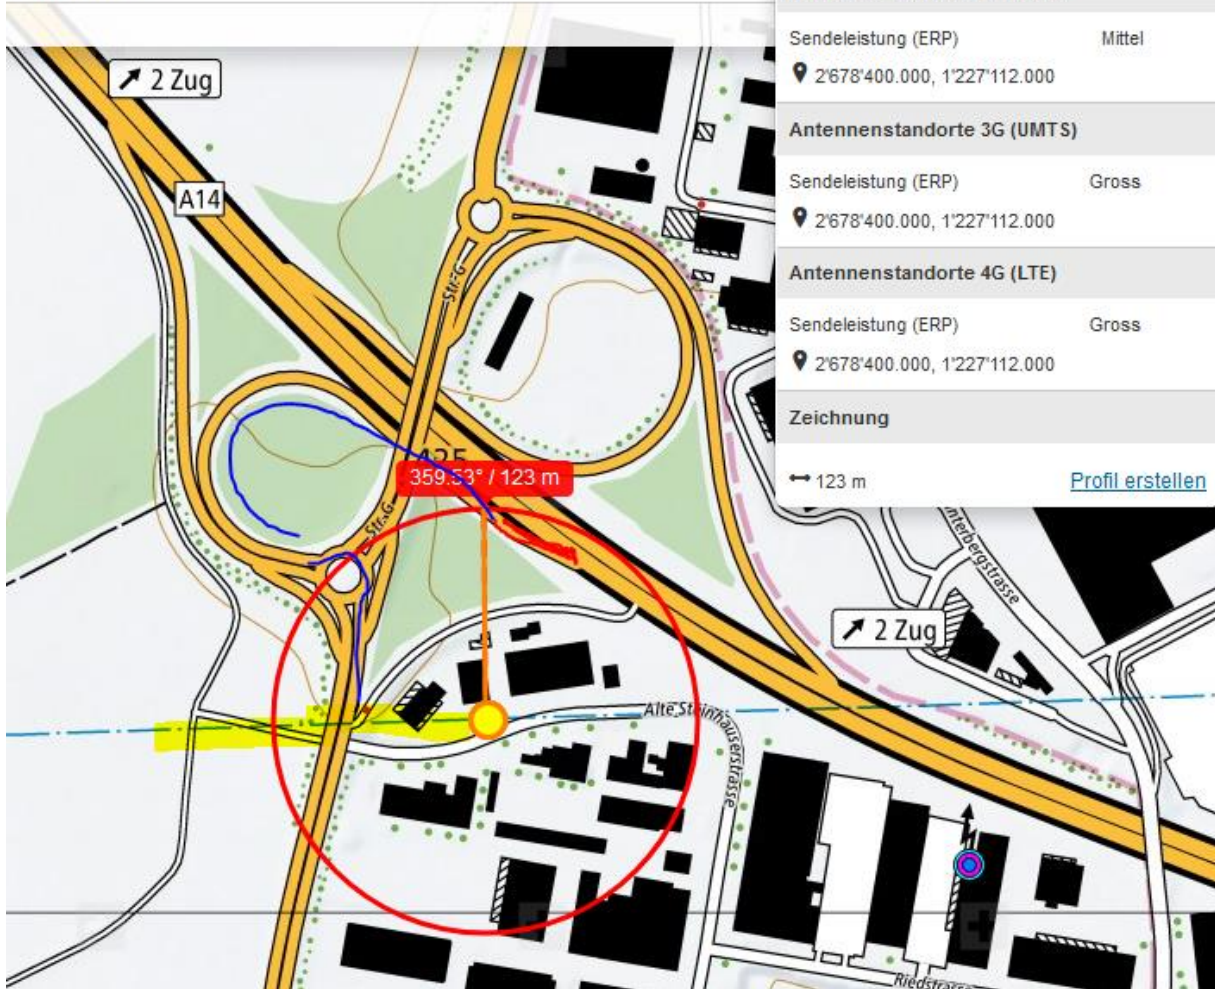 Sendeleistung (ERP) Mittel
2'678'400.000, 1'227'112.000
Antennenstandorte 3G (UMTS)
Sendeleistung (ERP) Gross
2'678'400.000, 1'227'112.000
Antennenstandorte 4G (LTE)
Sendeleistung (ERP) Gross
2'678'400.000, 1'227'112.000
Zeichnung
123 m Profil erstellen
2 Zug
A14
Str.G
425
359.53° / 123 m
Str.G
2 Zug
Alte Steinhauserstrasse
Riedstrasse